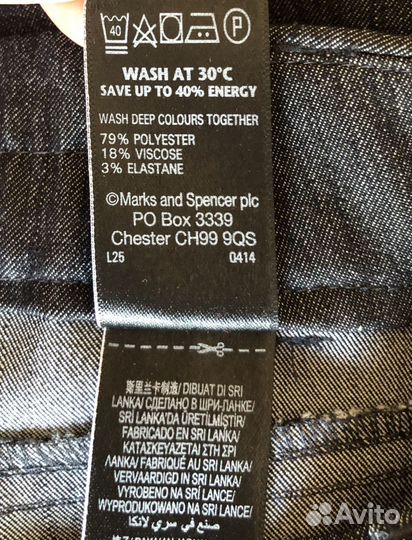 40 P
WASH AT 30°C
SAVE UP TO 40% ENERGY
WASH DEEP COLOURS TOGETHER
79% POLYESTER
18% VISCOSE
3% ELASTANE
©Marks and Spencer plc
PO Box 3339
Chester CH99 9QS
L25 Q414
斯里兰卡制造/ DIBUAT DI SRI
LANKA/ СДЕЛАНО В ШРИ-ЛАНКЕ/
SRİ LANKA'DA ÜRETİLMİŞTİR/
FABRICADO EN SRI LANKA/
ΚΑΤΑΣΚΕΥΑΖΕΤΑΙ ΣΤΗ ΣΡΙ
ΛΑΝΚΑ/ FABRIQUÉ AU SRI LANKA/
VERVAARDIGD IN SRI LANKA/
VYROBENO NA SRÍ LANCE/
WYPRODUKOWANO NA SRI LANCE/
صنع في سري لانكا/
Avito